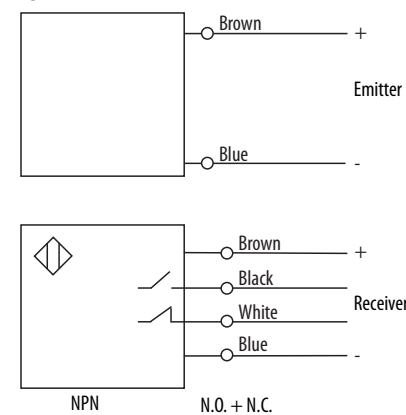 Brown +
Emitter
Blue -
Brown +
Black
Receiver
White
Blue -
NPN N.O. + N.C.